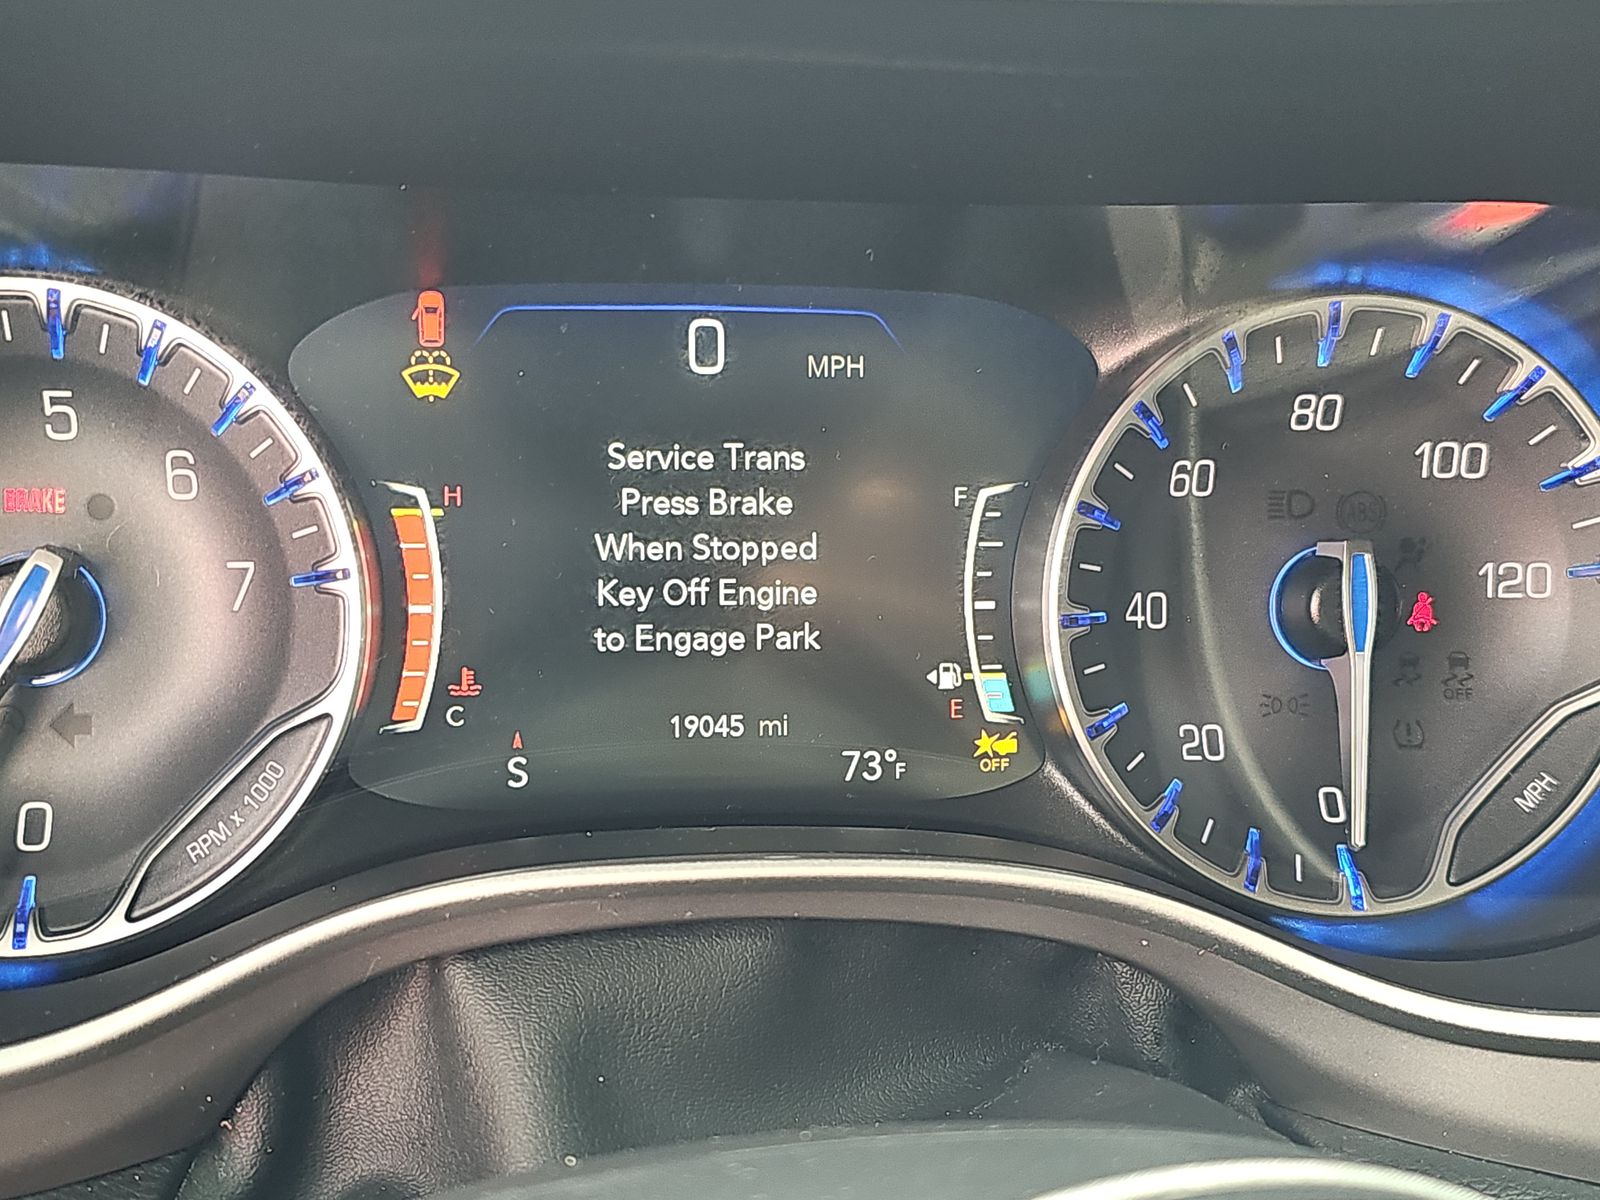 0 MPH
Service Trans
Press Brake
When Stopped
Key Off Engine
to Engage Park
19045 mi
S
73°F
H
C
F
E
OFF
5
6
7
0
BRAKE
RPM x 1000
0
20
40
60
80
100
120
MPH
ABS
OFF